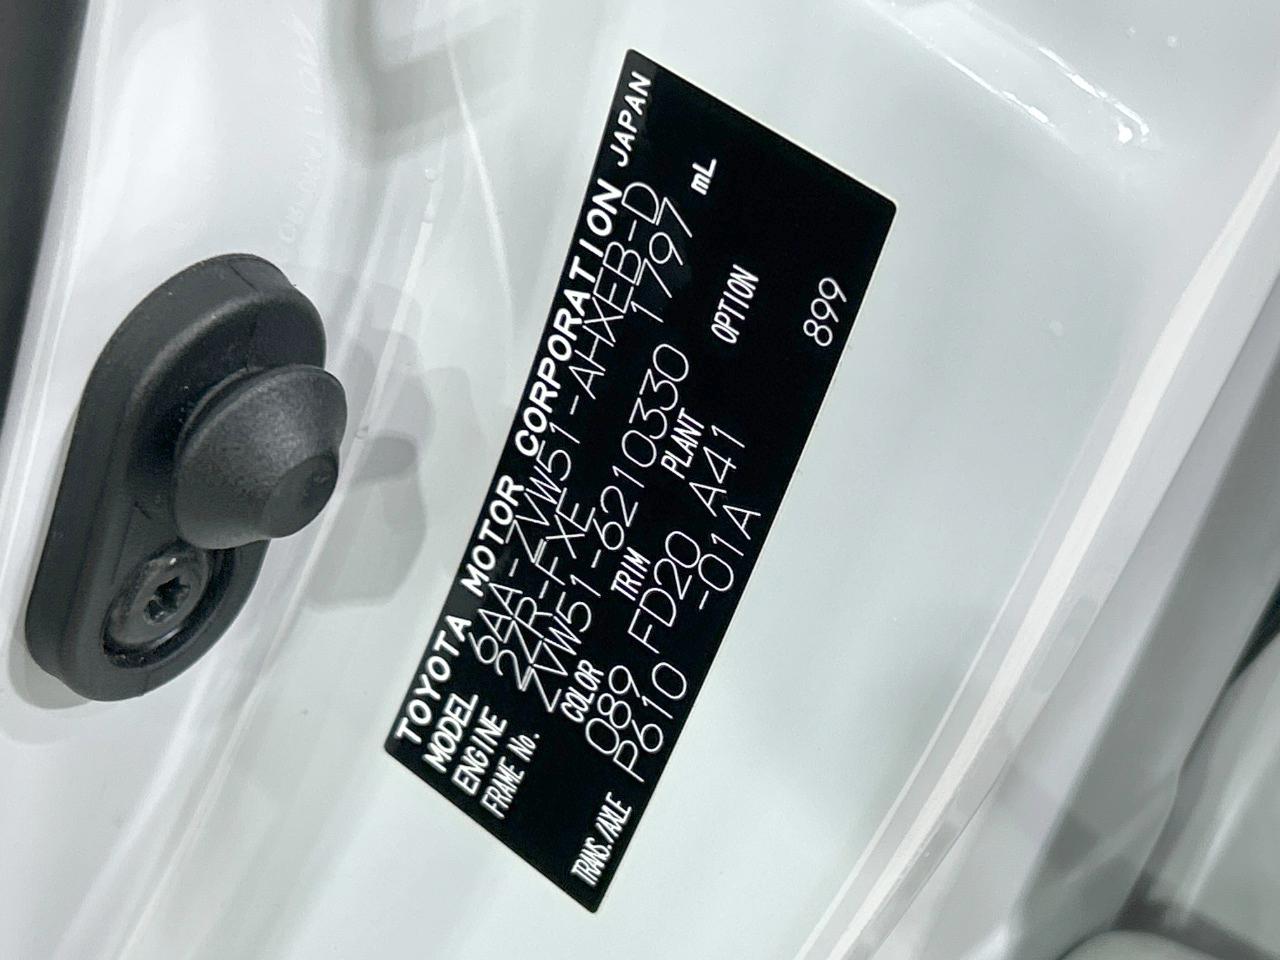 TOYOTA MOTOR CORPORATION JAPAN
MODEL 6AA-ZVW51-AHXEB-D
ENGINE 2ZR-FXE 1797 mL
FRAME No. ZVW51-6210330
COLOR TRIM PLANT OPTION
089 FD20 A41
TRANS./AXLE P610 -01A 899